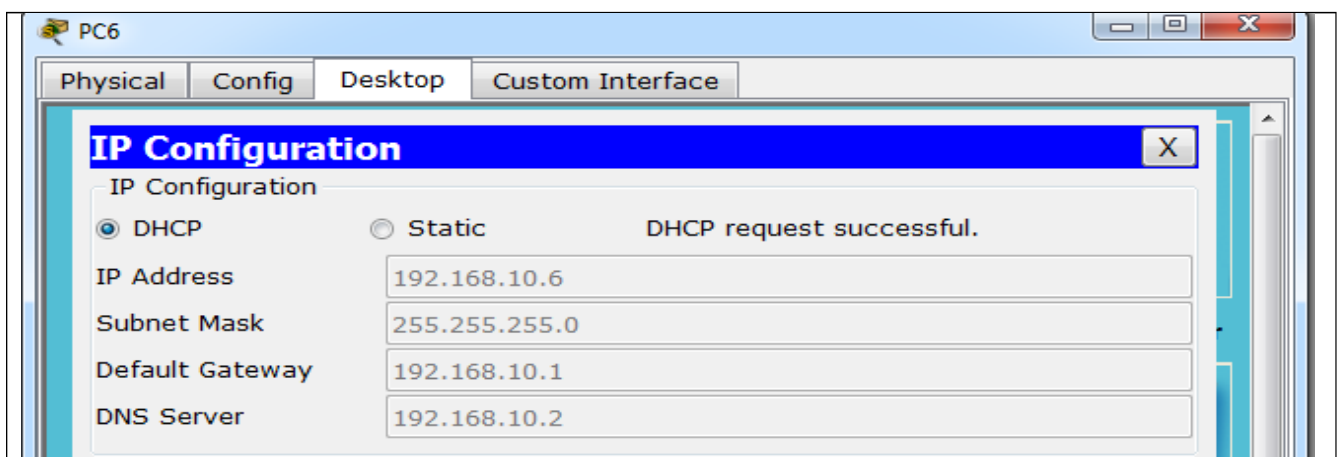 PC6
Physical Config Desktop Custom Interface
IP Configuration X
IP Configuration
DHCP Static DHCP request successful.
IP Address 192.168.10.6
Subnet Mask 255.255.255.0
Default Gateway 192.168.10.1
DNS Server 192.168.10.2